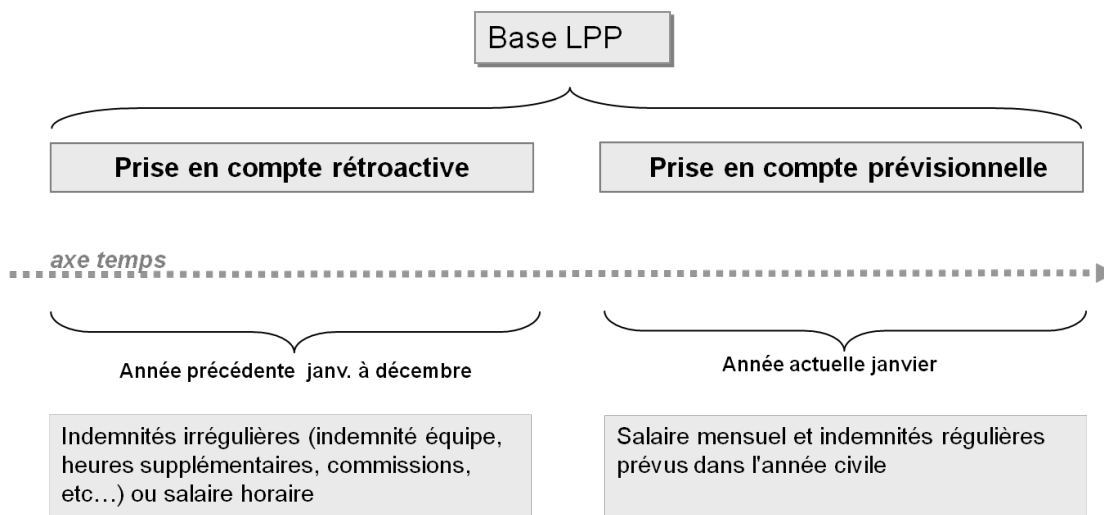 Base LPP
Prise en compte rétroactive
Prise en compte prévisionnelle
axe temps
Année précédente janv. à décembre
Année actuelle janvier
Indemnités irrégulières (indemnité équipe,
heures supplémentaires, commissions,
etc…) ou salaire horaire
Salaire mensuel et indemnités régulières
prévus dans l'année civile